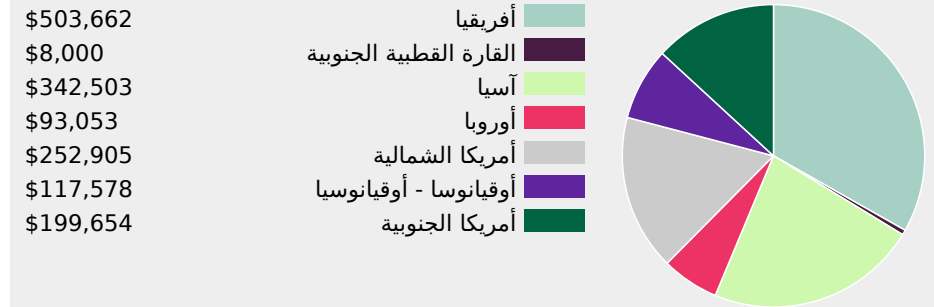 أفريقيا $503,662
القارة القطبية الجنوبية $8,000
آسيا $342,503
أوروبا $93,053
أمريكا الشمالية $252,905
أوقيانوسا - أوقيانوسيا $117,578
أمريكا الجنوبية $199,654